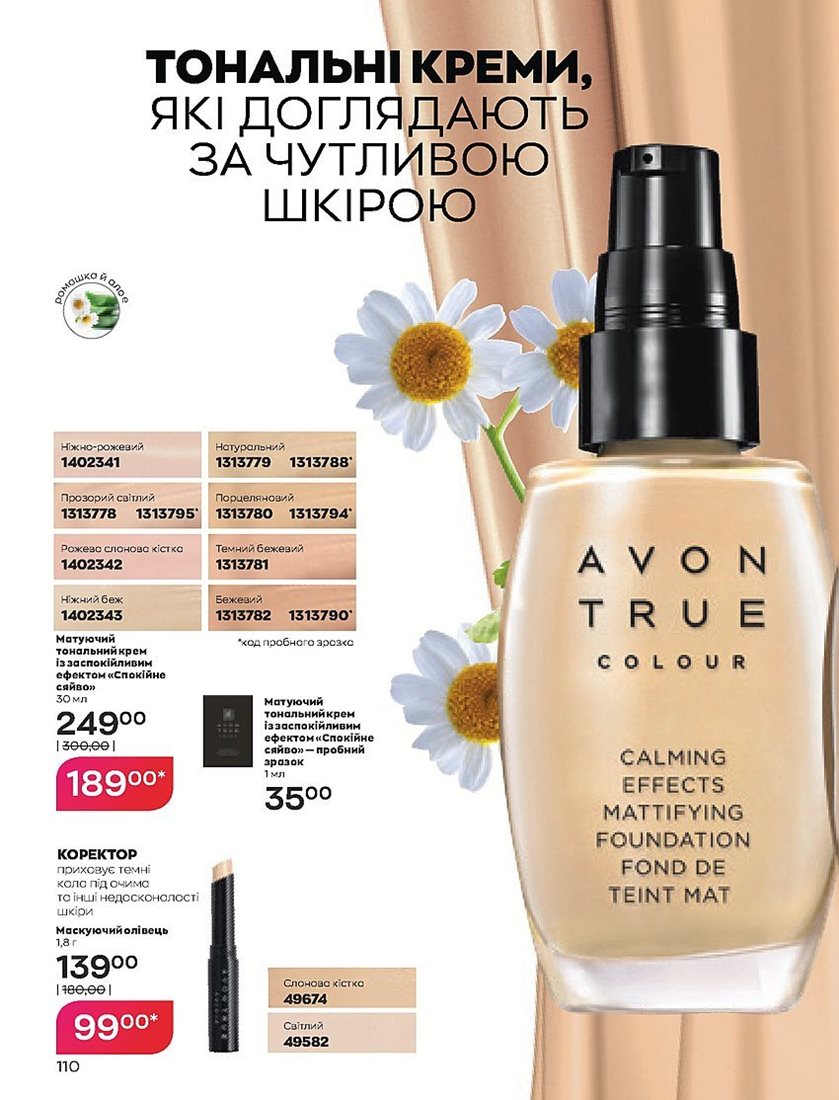 ТОНАЛЬНІ КРЕМИ,
ЯКІ ДОГЛЯДАЮТЬ
ЗА ЧУТЛИВОЮ
ШКІРОЮ
ромашка й алое
Ніжно-рожевий
1402341
Натуральний
1313779 1313788*
Прозорий світлий
1313778 1313795*
Порцеляновий
1313780 1313794*
Рожева слонова кістка
1402342
Темний бежевий
1313781
Ніжний беж
1402343
Бежевий
1313782 1313790*
*код пробного зразка
Матуючий
тональний крем
із заспокійливим
ефектом «Спокійне
сяйво»
30 мл
24900
|300,00|
18900*
Матуючий
тональний крем
із заспокійливим
ефектом «Спокійне
сяйво» — пробний
зразок
1 мл
3500
КОРЕКТОР
приховує темні
кола під очима
та інші недосконалості
шкіри
Маскуючий олівець
1,8 г
13900
|180,00|
9900*
Слонова кістка
49674
Світлий
49582
110
AVON
TRUE
COLOUR
CALMING
EFFECTS
MATTIFYING
FOUNDATION
FOND DE
TEINT MAT